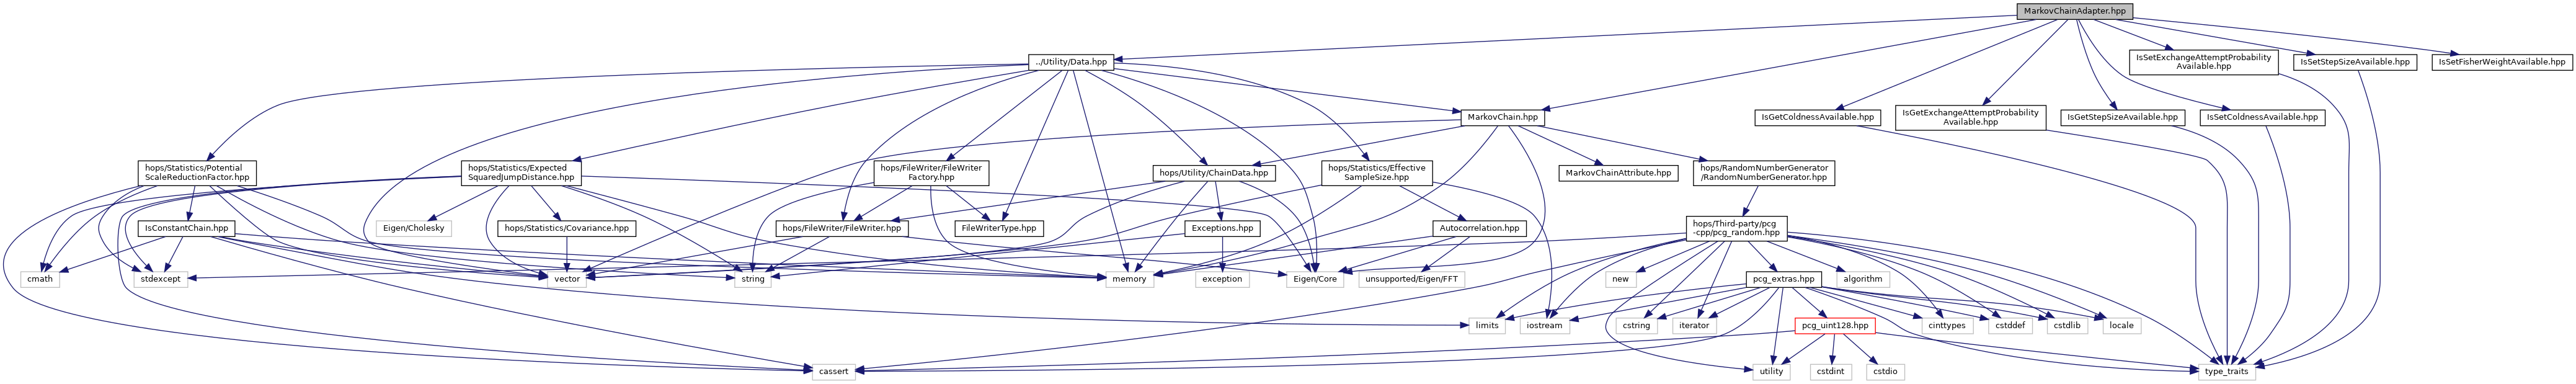 MarkovChainAdapter.hpp
../Utility/Data.hpp
IsSetExchangeAttemptProbability
Available.hpp
IsSetStepSizeAvailable.hpp
IsSetFisherWeightAvailable.hpp
MarkovChain.hpp
IsGetColdnessAvailable.hpp
IsGetExchangeAttemptProbability
Available.hpp
IsGetStepSizeAvailable.hpp
IsSetColdnessAvailable.hpp
hops/Statistics/Potential
ScaleReductionFactor.hpp
hops/Statistics/Expected
SquaredJumpDistance.hpp
hops/FileWriter/FileWriter
Factory.hpp
hops/Utility/ChainData.hpp
hops/Statistics/Effective
SampleSize.hpp
MarkovChainAttribute.hpp
hops/RandomNumberGenerator
/RandomNumberGenerator.hpp
IsConstantChain.hpp
Eigen/Cholesky
hops/Statistics/Covariance.hpp
hops/FileWriter/FileWriter.hpp
FileWriterType.hpp
Exceptions.hpp
Autocorrelation.hpp
hops/Third-party/pcg
-cpp/pcg_random.hpp
cmath
stdexcept
vector
string
memory
exception
Eigen/Core
unsupported/Eigen/FFT
new
pcg_extras.hpp
algorithm
limits
iostream
cstring
iterator
pcg_uint128.hpp
cinttypes
cstddef
cstdlib
locale
cassert
utility
cstdint
cstdio
type_traits